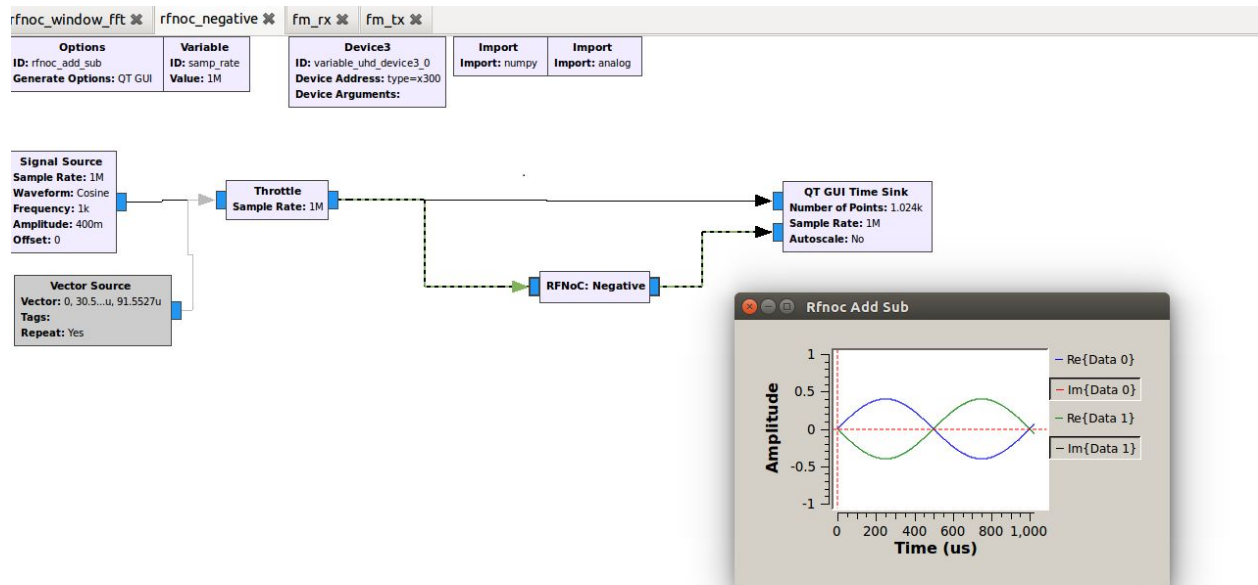 rfnoc_window_fft ✖ rfnoc_negative ✖ fm_rx ✖ fm_tx ✖
Options
ID: rfnoc_add_sub
Generate Options: QT GUI
Variable
ID: samp_rate
Value: 1M
Device3
ID: variable_uhd_device3_0
Device Address: type=x300
Device Arguments:
Import
Import: numpy
Import
Import: analog
Signal Source
Sample Rate: 1M
Waveform: Cosine
Frequency: 1k
Amplitude: 400m
Offset: 0
Throttle
Sample Rate: 1M
QT GUI Time Sink
Number of Points: 1.024k
Sample Rate: 1M
Autoscale: No
Vector Source
Vector: 0, 30.5...u, 91.5527u
Tags:
Repeat: Yes
RFNoC: Negative
Rfnoc Add Sub
Amplitude
1
0.5
0
-0.5
-1
0 200 400 600 800 1,000
Time (us)
Re{Data 0}
Im{Data 0}
Re{Data 1}
Im{Data 1}